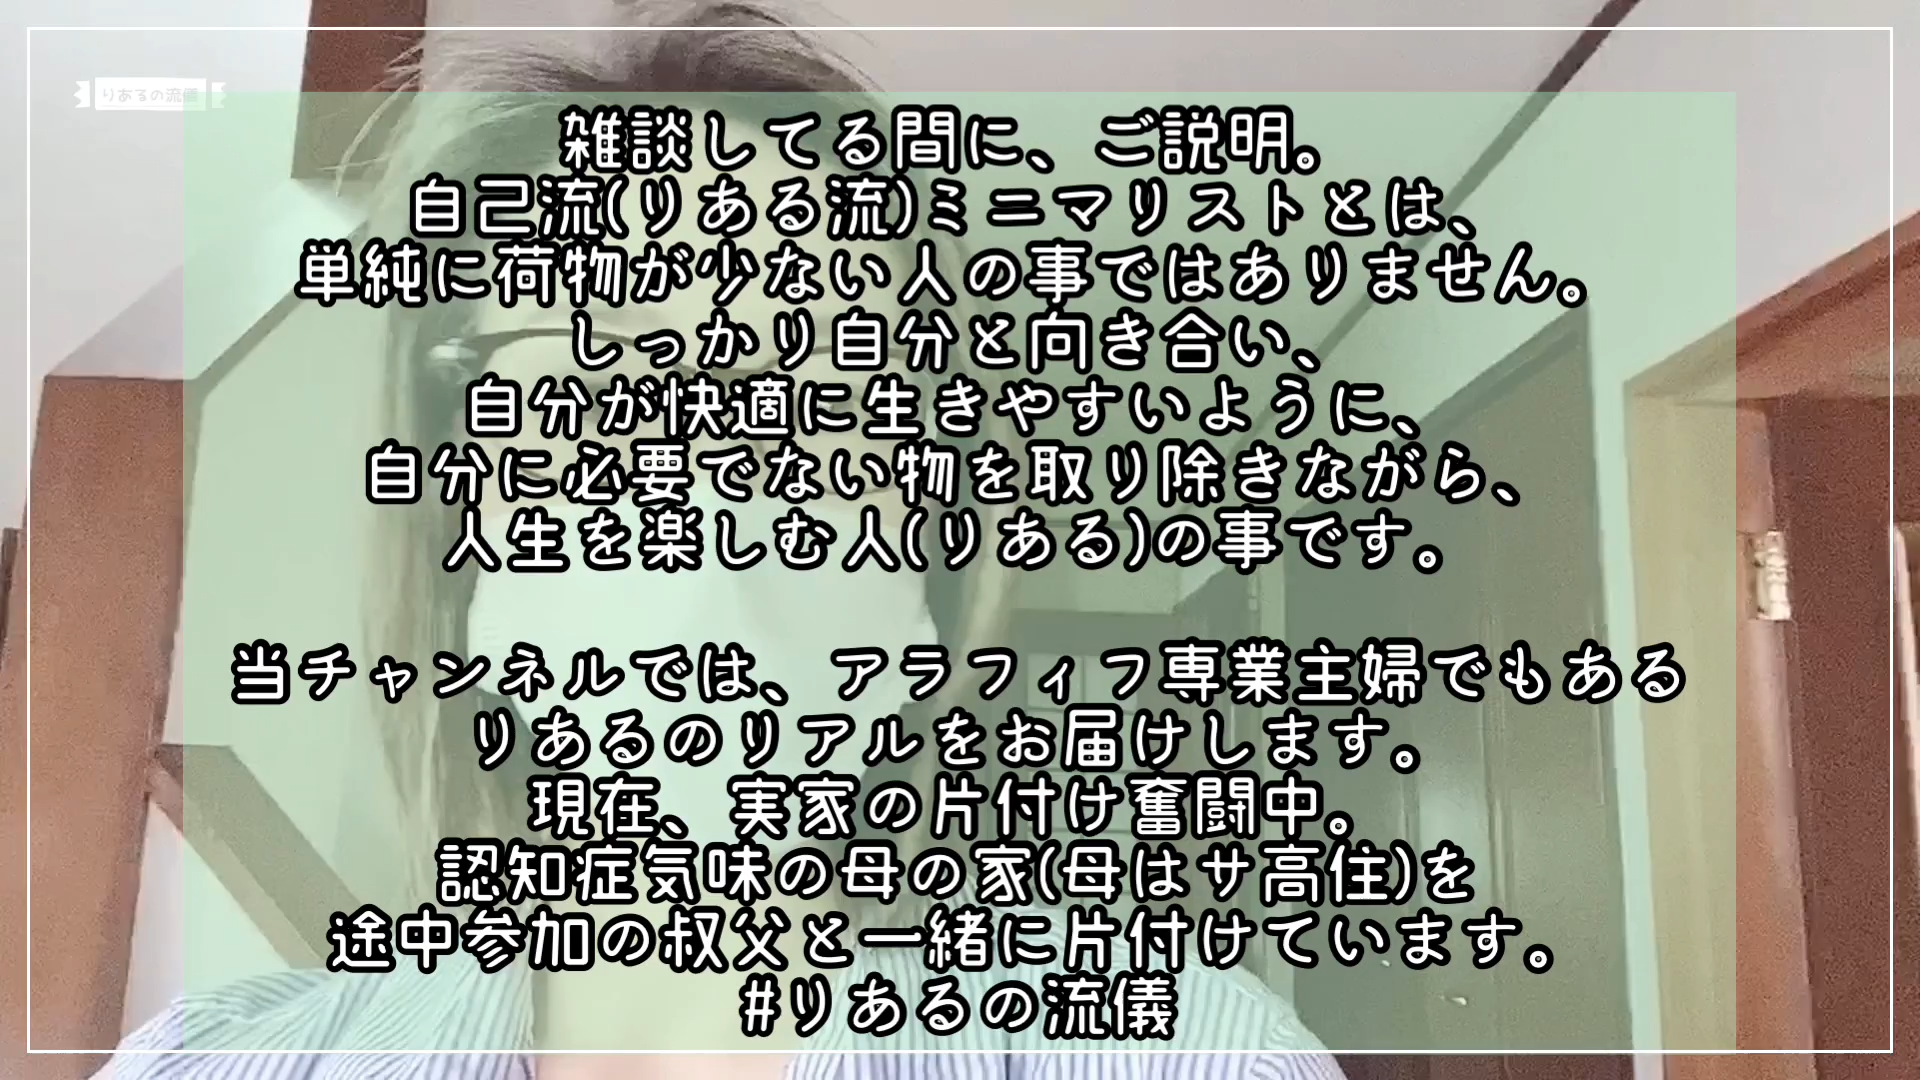 りあるの流儀
雑談してる間に、ご説明。
自己流(りある流)ミニマリストとは、
単純に荷物が少ない人の事ではありません。
しっかり自分と向き合い、
自分が快適に生きやすいように、
自分に必要でない物を取り除きながら、
人生を楽しむ人(りある)の事です。
当チャンネルでは、アラフィフ専業主婦でもある
りあるのリアルをお届けします。
現在、実家の片付け奮闘中。
認知症気味の母の家(母はサ高住)を
途中参加の叔父と一緒に片付けています。
#りあるの流儀